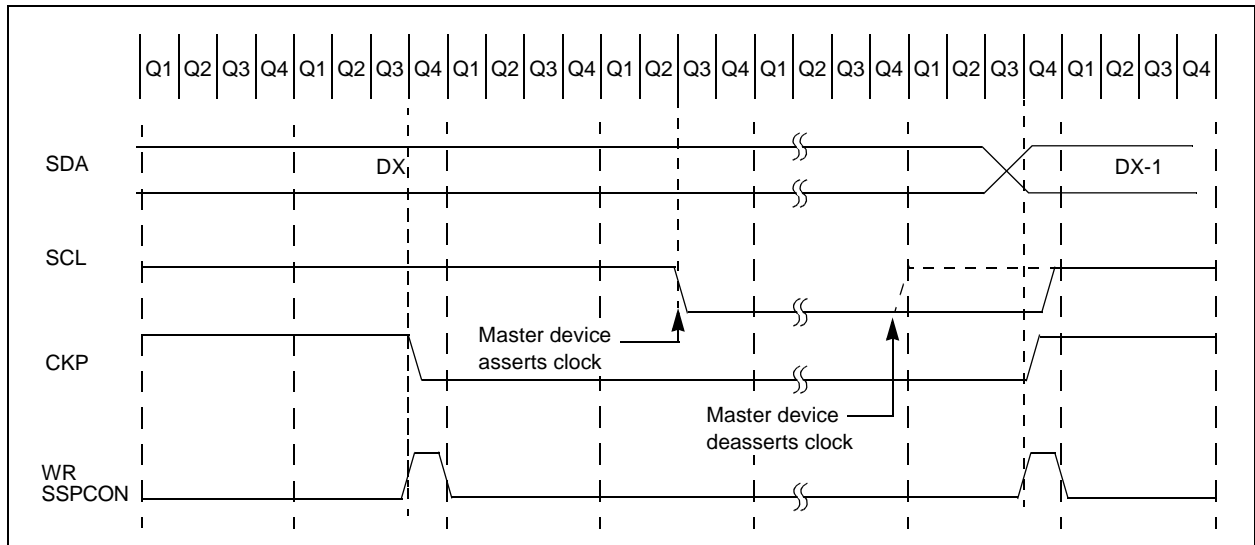 Q1 Q2 Q3 Q4 Q1 Q2 Q3 Q4 Q1 Q2 Q3 Q4 Q1 Q2 Q3 Q4 Q1 Q2 Q3 Q4 Q1 Q2 Q3 Q4 Q1 Q2 Q3 Q4
SDA
DX
DX-1
SCL
Master device
asserts clock
CKP
Master device
deasserts clock
WR
SSPCON